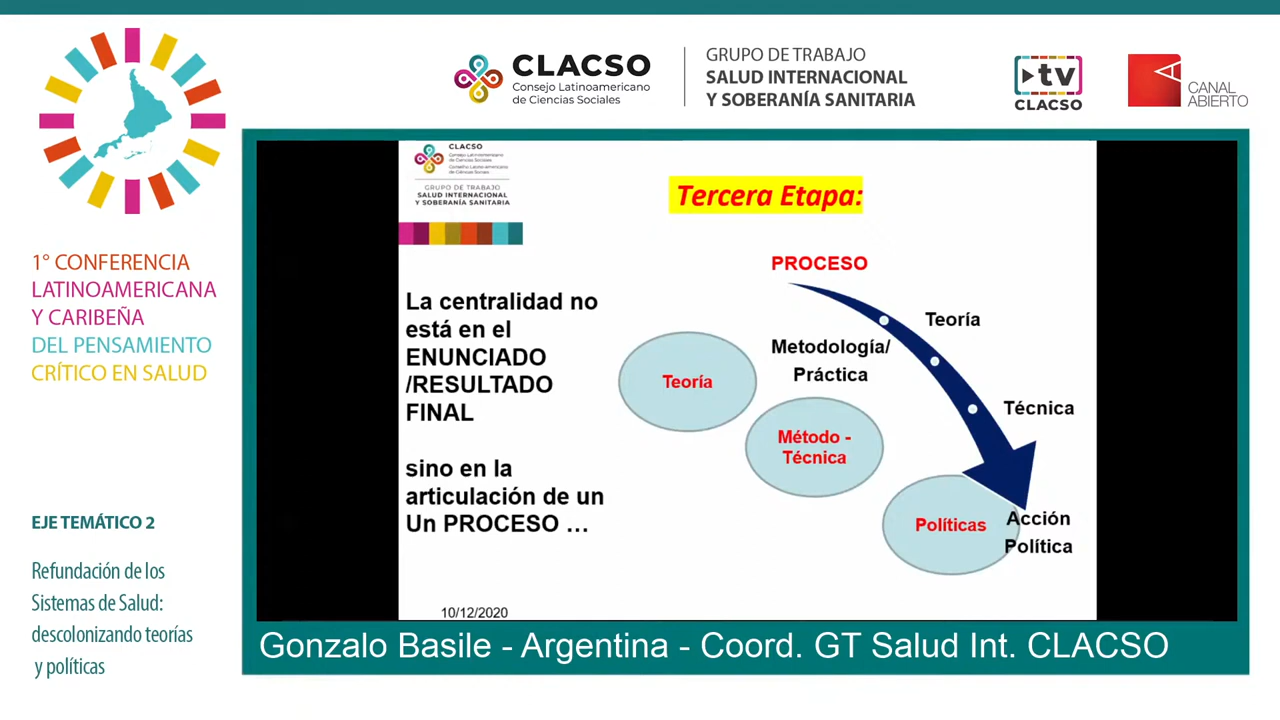 CLACSO
Consejo Latinoamericano
de Ciencias Sociales
GRUPO DE TRABAJO
SALUD INTERNACIONAL
Y SOBERANÍA SANITARIA
tv
CLACSO
CANAL
ABIERTO
1° CONFERENCIA
LATINOAMERICANA
Y CARIBEÑA
DEL PENSAMIENTO
CRÍTICO EN SALUD
EJE TEMÁTICO 2
Refundación de los
Sistemas de Salud:
descolonizando teorías
y políticas
CLACSO
Consejo Latinoamericano
de Ciencias Sociales
Conselho Latino-americano
de Ciências Sociais
GRUPO DE TRABAJO
SALUD INTERNACIONAL
Y SOBERANÍA SANITARIA
Tercera Etapa:
La centralidad no
está en el
ENUNCIADO
/RESULTADO
FINAL
sino en la
articulación de un
Un PROCESO …
PROCESO
Teoría
Metodología/
Práctica
Teoría
Técnica
Método -
Técnica
Políticas
Acción
Política
10/12/2020
Gonzalo Basile - Argentina - Coord. GT Salud Int. CLACSO